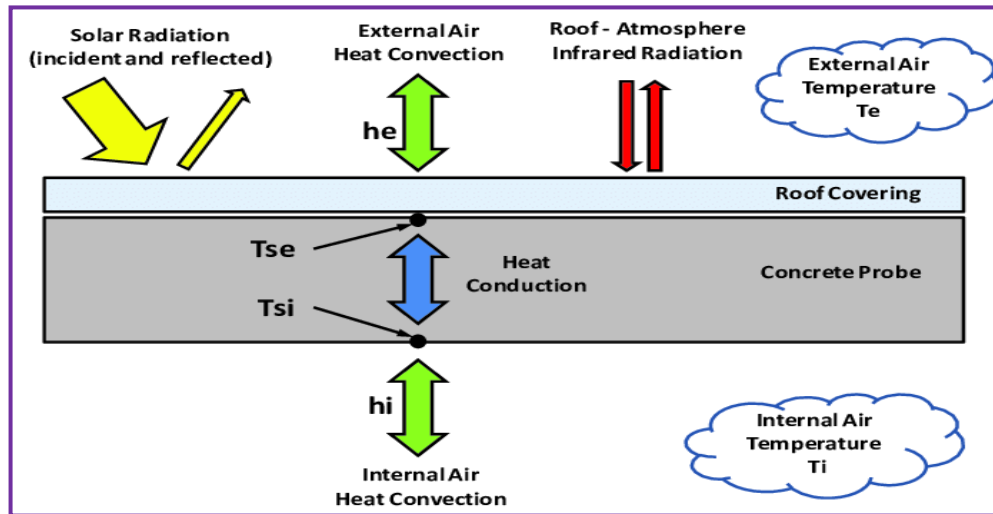 Solar Radiation
(incident and reflected)
External Air
Heat Convection
Roof - Atmosphere
Infrared Radiation
External Air
Temperature
Te
he
Roof Covering
Tse
Heat
Conduction
Concrete Probe
Tsi
hi
Internal Air
Temperature
Ti
Internal Air
Heat Convection